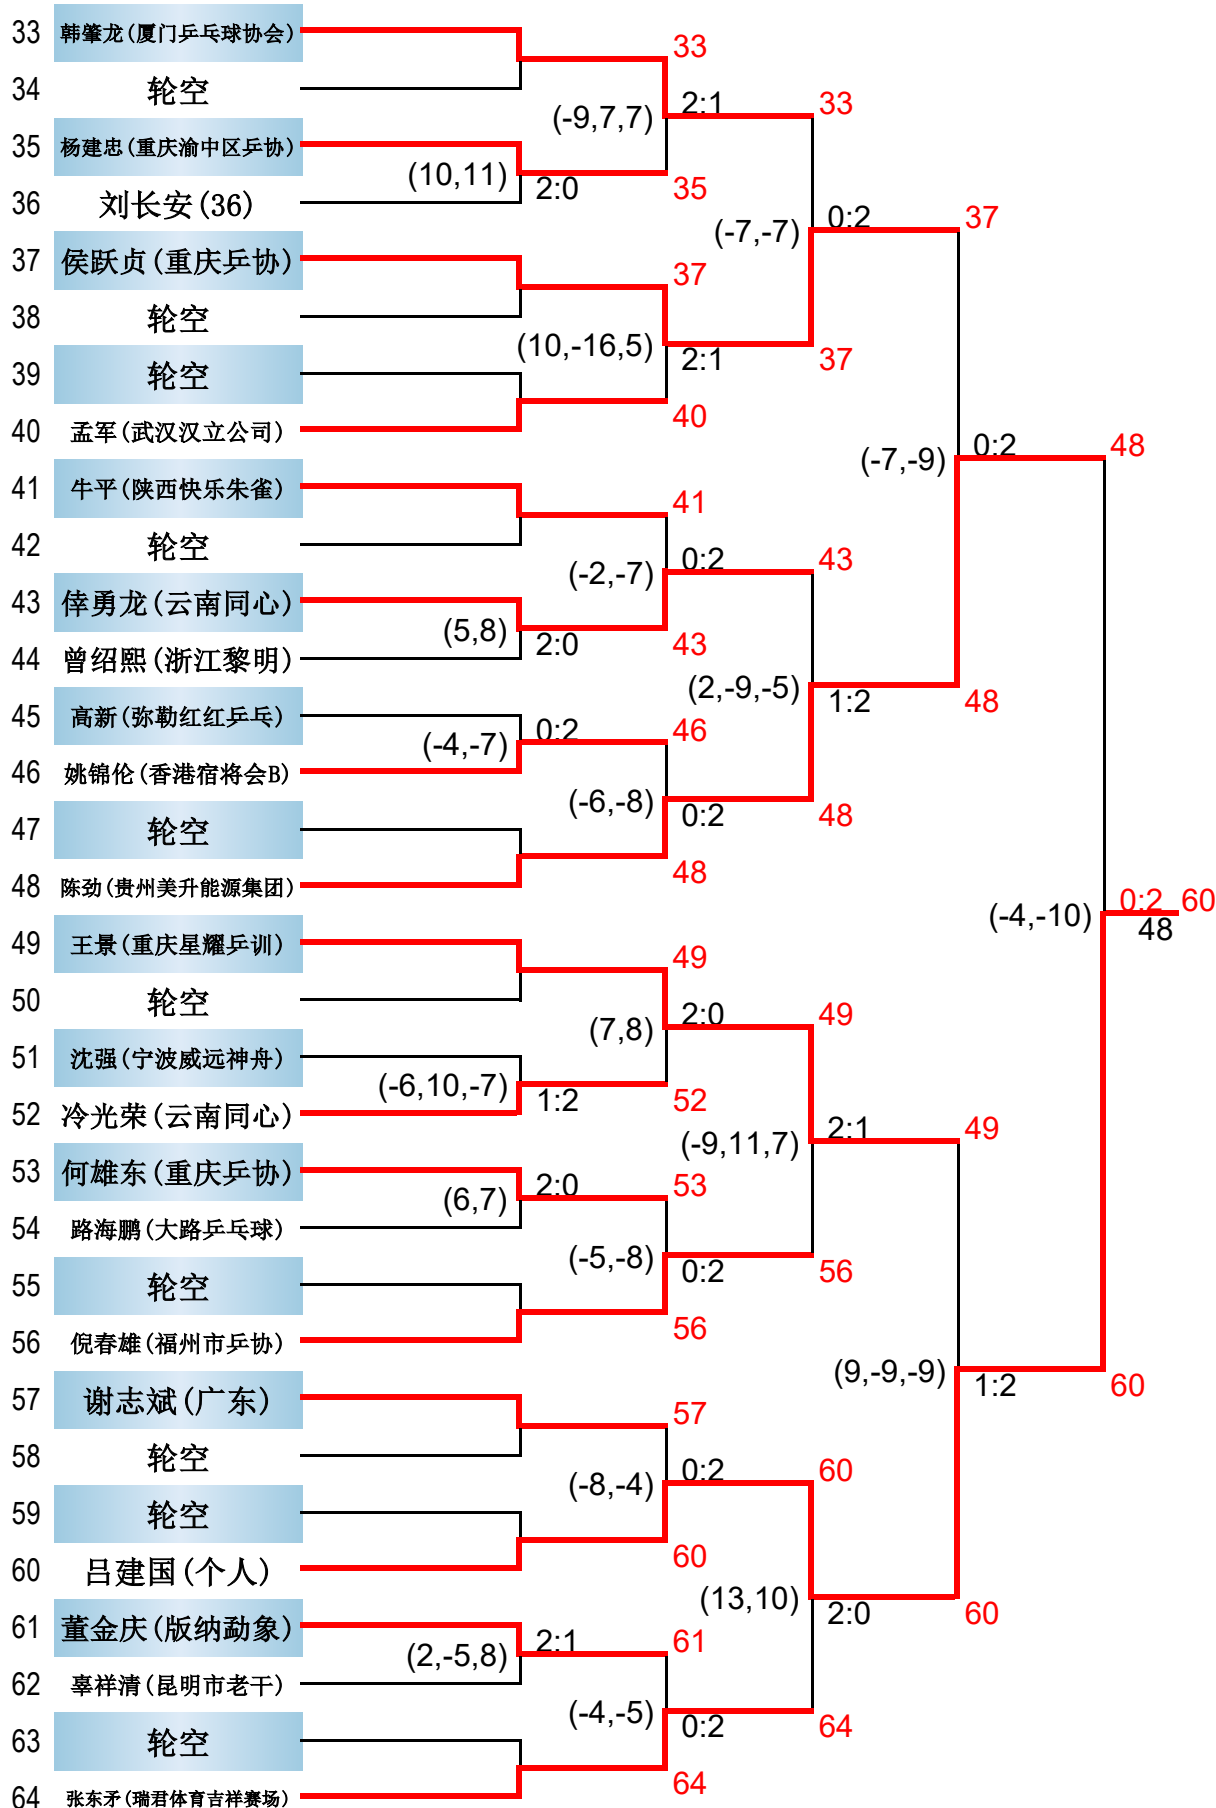 33 韩肇龙(厦门乒乓球协会)
33
34 轮空
(-9,7,7) 2:1 33
35 杨建忠(重庆渝中区乒协)
(10,11) 2:0 35
36 刘长安(36)
(-7,-7) 0:2 37
37 侯跃贞(重庆乒协)
37
38 轮空
(10,-16,5) 2:1 37
39 轮空
40
40 孟军(武汉汉立公司)
(-7,-9) 0:2 48
41 牛平(陕西快乐朱雀)
41
42 轮空
(-2,-7) 0:2 43
43 倖勇龙(云南同心)
(5,8) 2:0 43
44 曾绍熙(浙江黎明)
(2,-9,-5) 1:2 48
45 高新(弥勒红红乒乓)
(-4,-7) 0:2 46
46 姚锦伦(香港宿将会B)
(-6,-8) 0:2 48
47 轮空
48
48 陈劲(贵州美升能源集团)
(-4,-10) 0:2 60
48
49 王景(重庆星耀乒训)
49
50 轮空
(7,8) 2:0 49
51 沈强(宁波威远神舟)
(-6,10,-7) 1:2 52
52 冷光荣(云南同心)
(-9,11,7) 2:1 49
53 何雄东(重庆乒协)
(6,7) 2:0 53
54 路海鹏(大路乒乓球)
(-5,-8) 0:2 56
55 轮空
56
56 倪春雄(福州市乒协)
(9,-9,-9) 1:2 60
57 谢志斌(广东)
57
58 轮空
(-8,-4) 0:2 60
59 轮空
60
60 吕建国(个人)
(13,10) 2:0 60
61 董金庆(版纳勐象)
(2,-5,8) 2:1 61
62 辜祥清(昆明市老干)
(-4,-5) 0:2 64
63 轮空
64
64 张东矛(瑞君体育吉祥赛场)